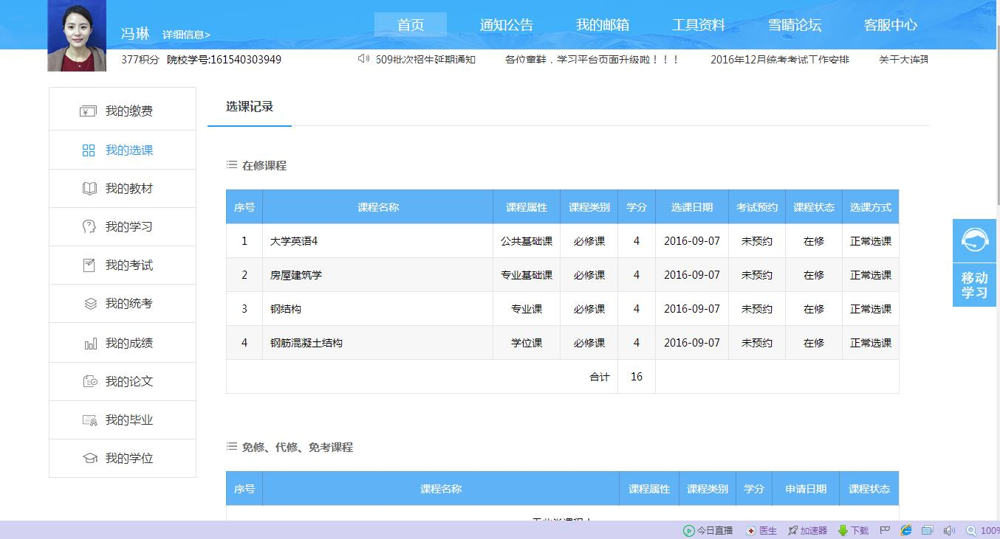 首页 通知公告 我的邮箱 工具资料 雪晴论坛 客服中心
冯琳 详细信息>
377积分 院校学号:161540303949 609批次招生延期通知 各位童鞋，学习平台页面升级啦！！！ 2016年12月统考考试工作安排 关于大连理
我的缴费
我的选课
我的教材
我的学习
我的考试
我的统考
我的成绩
我的论文
我的毕业
我的学位
选课记录
在修课程
序号 课程名称 课程属性 课程类别 学分 选课日期 考试预约 课程状态 选课方式
1 大学英语4 公共基础课 必修课 4 2016-09-07 未预约 在修 正常选课
2 房屋建筑学 专业基础课 必修课 4 2016-09-07 未预约 在修 正常选课
3 钢结构 专业课 必修课 4 2016-09-07 未预约 在修 正常选课
4 钢筋混凝土结构 学位课 必修课 4 2016-09-07 未预约 在修 正常选课
合计 16
免修、代修、免考课程
序号 课程名称 课程属性 课程类别 学分 申请日期 课程状态
移动
学习
今日直播 医生 加速器 下载 100%